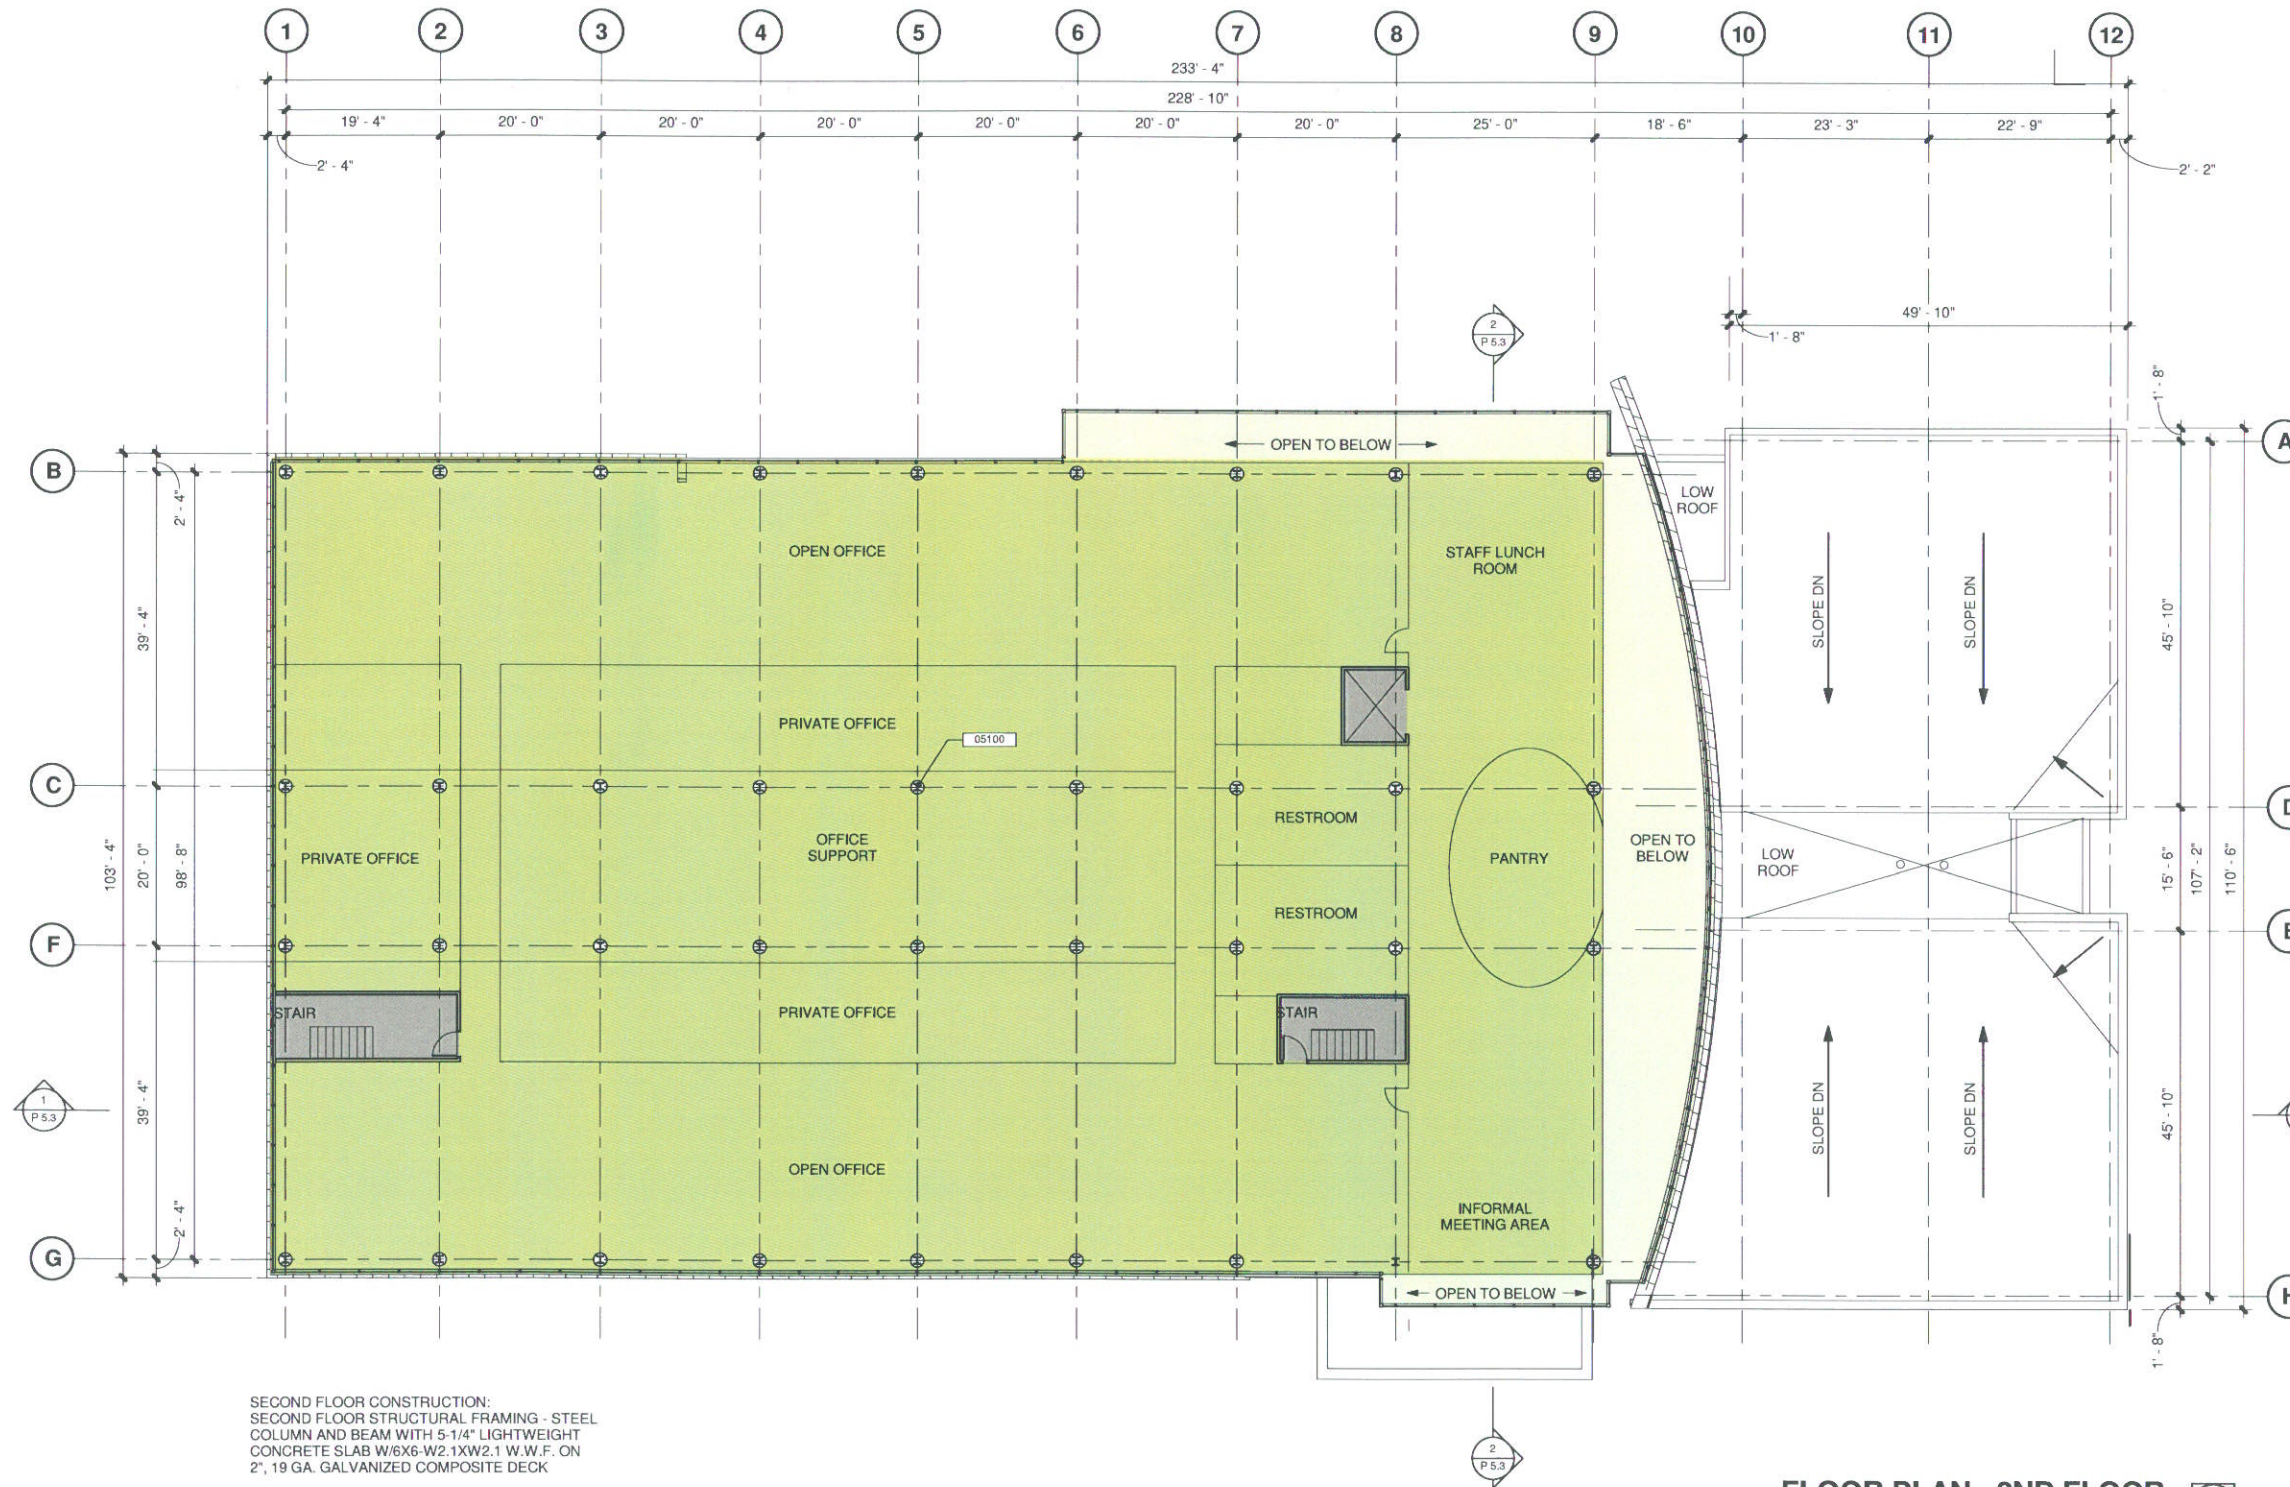 1 2 3 4 5 6 7 8 9 10 11 12
233' - 4"
228' - 10"
19' - 4" 20' - 0" 20' - 0" 20' - 0" 20' - 0" 20' - 0" 20' - 0" 25' - 0" 18' - 6" 23' - 3" 22' - 9"
2' - 4"
2' - 2"
49' - 10"
1' - 8"
2
P 5.3
1' - 8"
OPEN TO BELOW
B
A
2' - 4"
LOW
ROOF
OPEN OFFICE
STAFF LUNCH
ROOM
39' - 4"
SLOPE DN
SLOPE DN
45' - 10"
PRIVATE OFFICE
05100
C
RESTROOM
OFFICE
SUPPORT
PRIVATE OFFICE
PANTRY
OPEN TO
BELOW
LOW
ROOF
103' - 4"
20' - 0"
98' - 8"
15' - 6"
107' - 2"
110' - 6"
RESTROOM
F
STAIR
PRIVATE OFFICE
STAIR
1
P 5.3
39' - 4"
SLOPE DN
SLOPE DN
45' - 10"
OPEN OFFICE
2' - 4"
INFORMAL
MEETING AREA
G
OPEN TO BELOW
1' - 8"
SECOND FLOOR CONSTRUCTION:
SECOND FLOOR STRUCTURAL FRAMING - STEEL
COLUMN AND BEAM WITH 5-1/4" LIGHTWEIGHT
CONCRETE SLAB W/6X6-W2.1XW2.1 W.W.F. ON
2", 19 GA. GALVANIZED COMPOSITE DECK
2
P 5.3
FLOOR PLAN - 2ND FLOOR